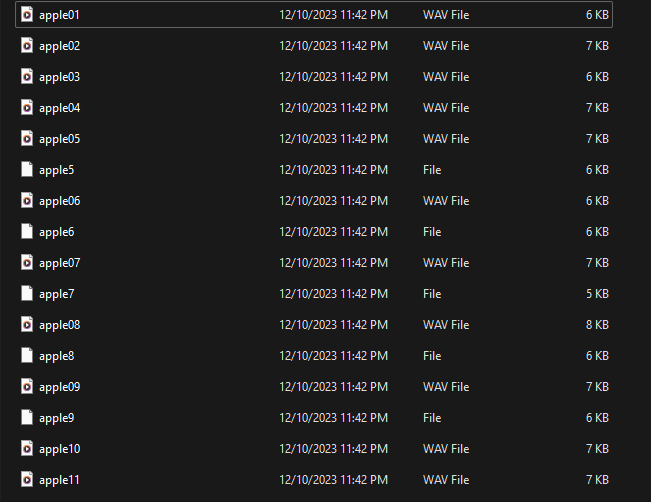 apple01 12/10/2023 11:42 PM WAV File 6 KB
apple02 12/10/2023 11:42 PM WAV File 7 KB
apple03 12/10/2023 11:42 PM WAV File 7 KB
apple04 12/10/2023 11:42 PM WAV File 7 KB
apple05 12/10/2023 11:42 PM WAV File 7 KB
apple5 12/10/2023 11:42 PM File 6 KB
apple06 12/10/2023 11:42 PM WAV File 6 KB
apple6 12/10/2023 11:42 PM File 6 KB
apple07 12/10/2023 11:42 PM WAV File 7 KB
apple7 12/10/2023 11:42 PM File 5 KB
apple08 12/10/2023 11:42 PM WAV File 8 KB
apple8 12/10/2023 11:42 PM File 6 KB
apple09 12/10/2023 11:42 PM WAV File 7 KB
apple9 12/10/2023 11:42 PM File 6 KB
apple10 12/10/2023 11:42 PM WAV File 7 KB
apple11 12/10/2023 11:42 PM WAV File 7 KB